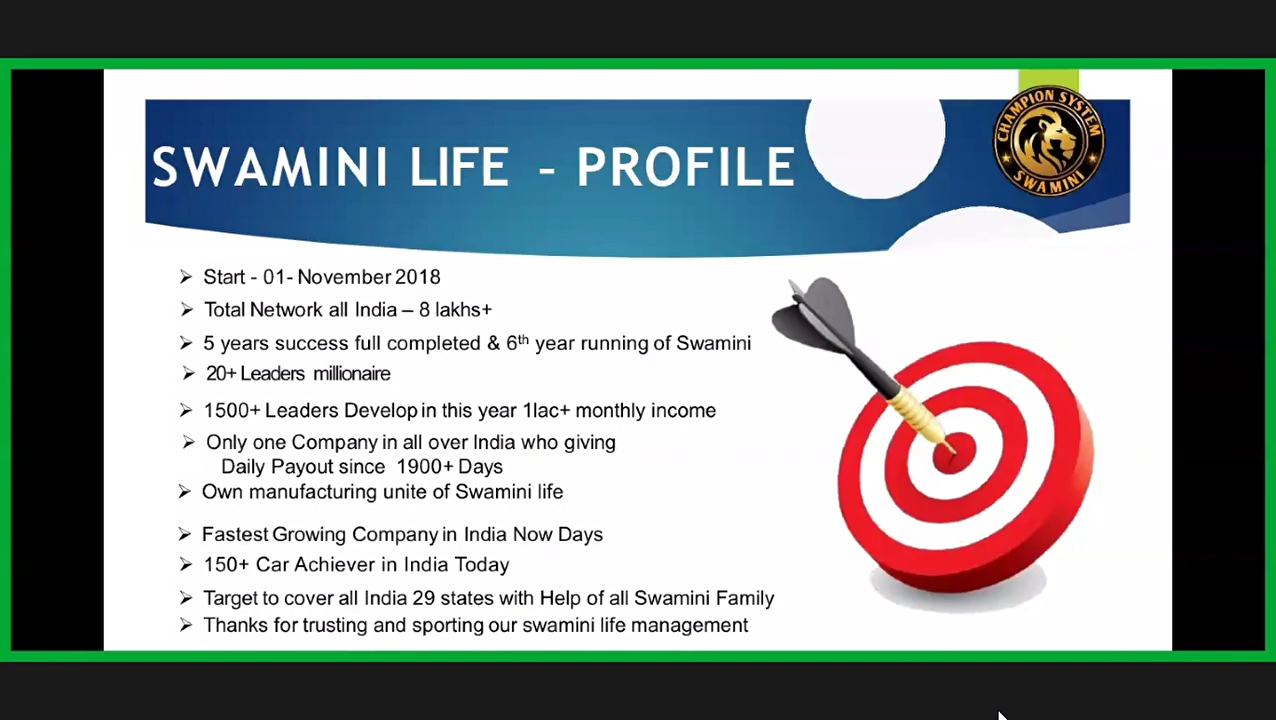 SWAMINI LIFE - PROFILE
CHAMPION SYSTEM
SWAMINI
➢ Start - 01- November 2018
➢ Total Network all India – 8 lakhs+
➢ 5 years success full completed & 6th year running of Swamini
➢ 20+ Leaders millionaire
➢ 1500+ Leaders Develop in this year 1lac+ monthly income
➢ Only one Company in all over India who giving
Daily Payout since 1900+ Days
➢ Own manufacturing unite of Swamini life
➢ Fastest Growing Company in India Now Days
➢ 150+ Car Achiever in India Today
➢ Target to cover all India 29 states with Help of all Swamini Family
➢ Thanks for trusting and sporting our swamini life management